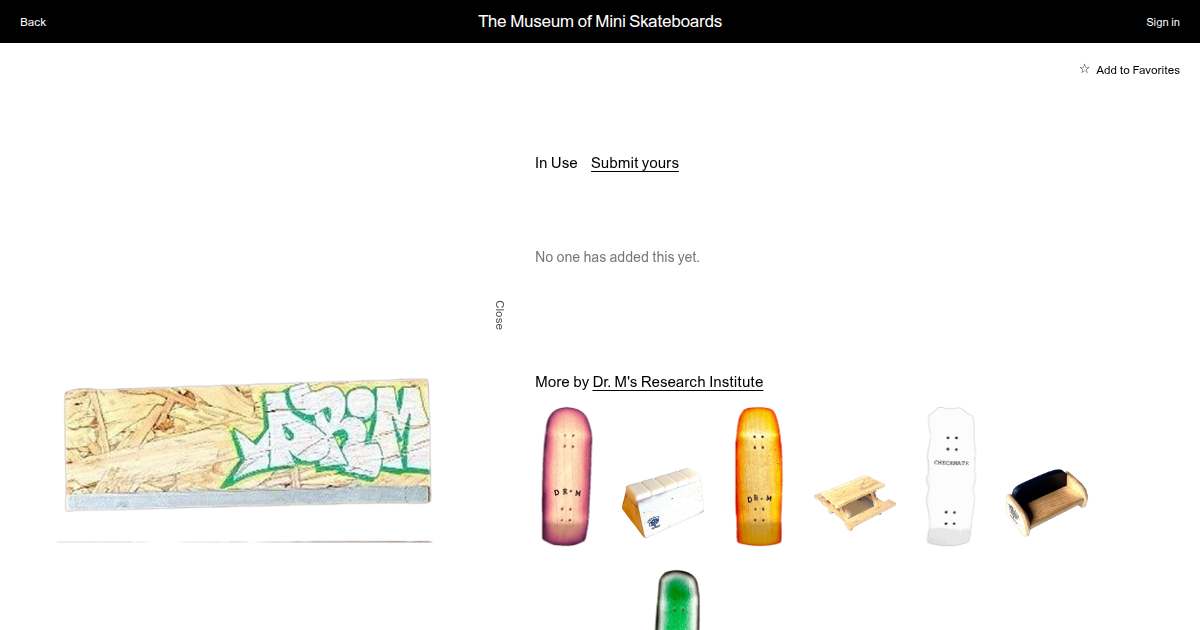 Back
The Museum of Mini Skateboards
Sign in
☆ Add to Favorites
In Use Submit yours
No one has added this yet.
Close
DRiM
More by Dr. M's Research Institute
DR•M
DR•M
CHECKMATE